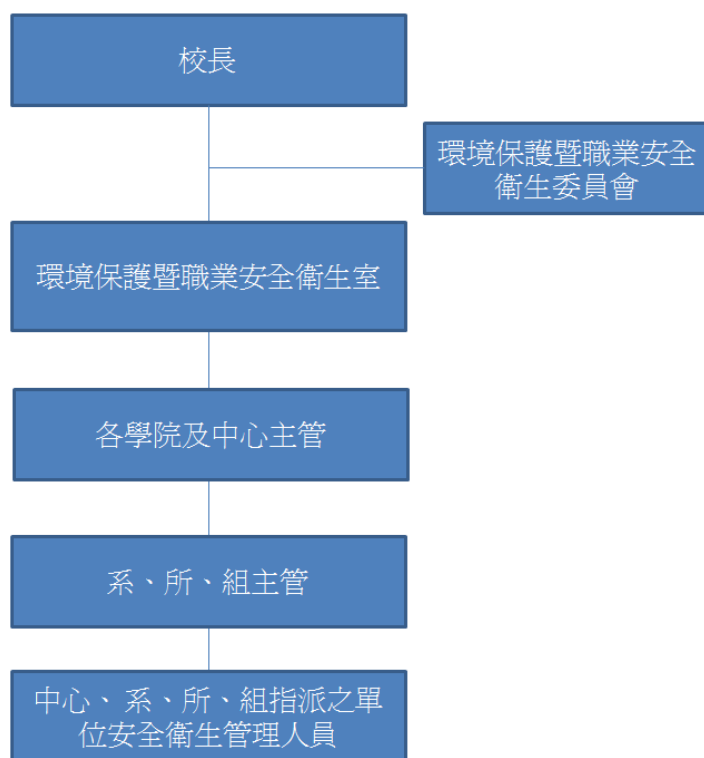 校長
環境保護暨職業安全
衛生委員會
環境保護暨職業安全衛生室
各學院及中心主管
系、所、組主管
中心、系、所、組指派之單
位安全衛生管理人員